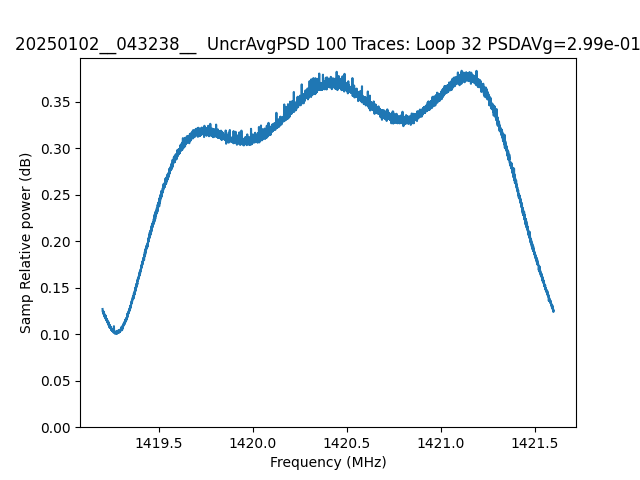 20250102__043238__ UncrAvgPSD 100 Traces: Loop 32 PSDAVg=2.99e-01
Samp Relative power (dB)
0.35
0.30
0.25
0.20
0.15
0.10
0.05
0.00
1419.5 1420.0 1420.5 1421.0 1421.5
Frequency (MHz)